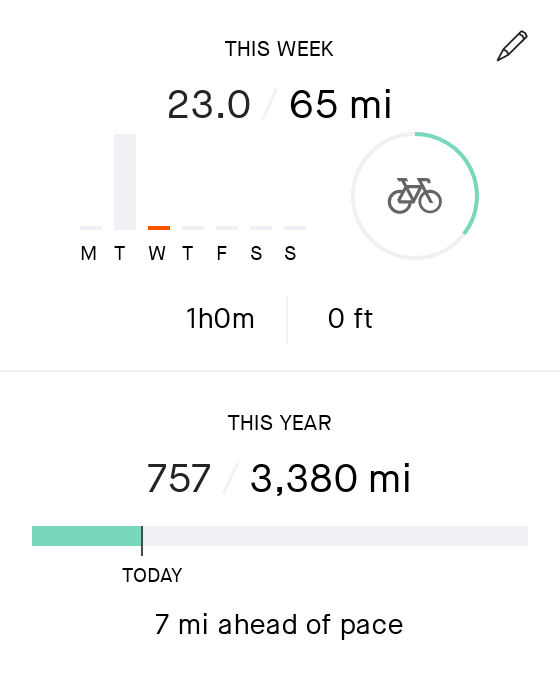 THIS WEEK
23.0 / 65 mi
M T W T F S S
1h0m 0 ft
THIS YEAR
757 / 3,380 mi
TODAY
7 mi ahead of pace